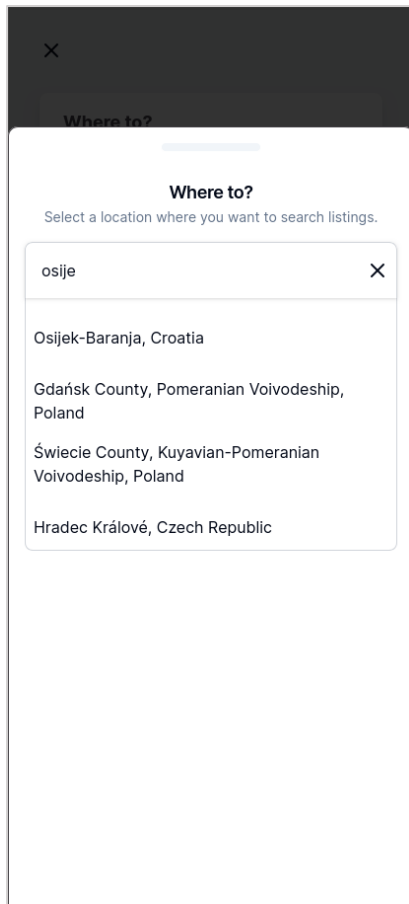 Where to?
Where to?
Select a location where you want to search listings.
osije
Osijek-Baranja, Croatia
Gdańsk County, Pomeranian Voivodeship,
Poland
Świecie County, Kuyavian-Pomeranian
Voivodeship, Poland
Hradec Králové, Czech Republic